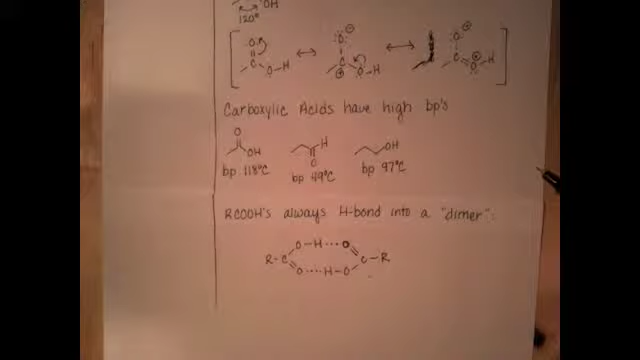 OH
120°
Carboxylic Acids have high bp's
O
OH
H
O
OH
bp 118°C
bp 49°C
bp 97°C
RCOOH's always H-bond into a "dimer":
O-H····O
R-C C-R
O····H-O